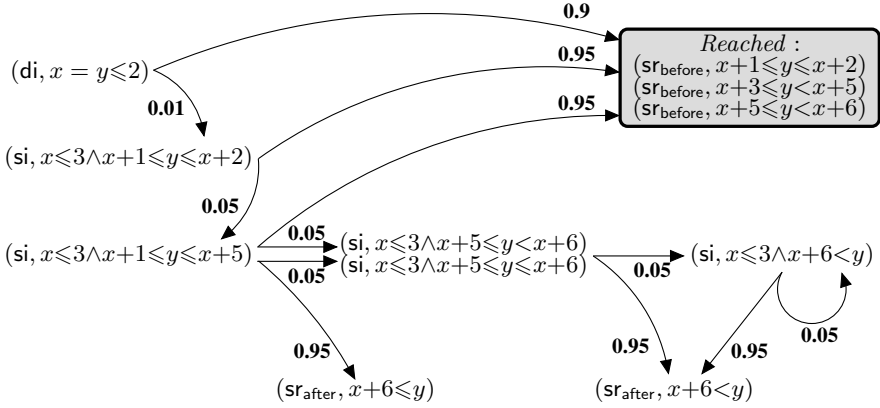 0.9
Reached :
(di, x = y⩽2)
0.95
(sr_before, x+1⩽y⩽x+2)
(sr_before, x+3⩽y<x+5)
0.01
0.95
(sr_before, x+5⩽y⩽x+6)
(si, x⩽3∧x+1⩽y⩽x+2)
0.05
(si, x⩽3∧x+1⩽y⩽x+5)
0.05
(si, x⩽3∧x+5⩽y<x+6)
(si, x⩽3∧x+6<y)
0.05
(si, x⩽3∧x+5⩽y⩽x+6)
0.05
0.05
0.95
0.95
0.95
(sr_after, x+6⩽y)
(sr_after, x+6<y)